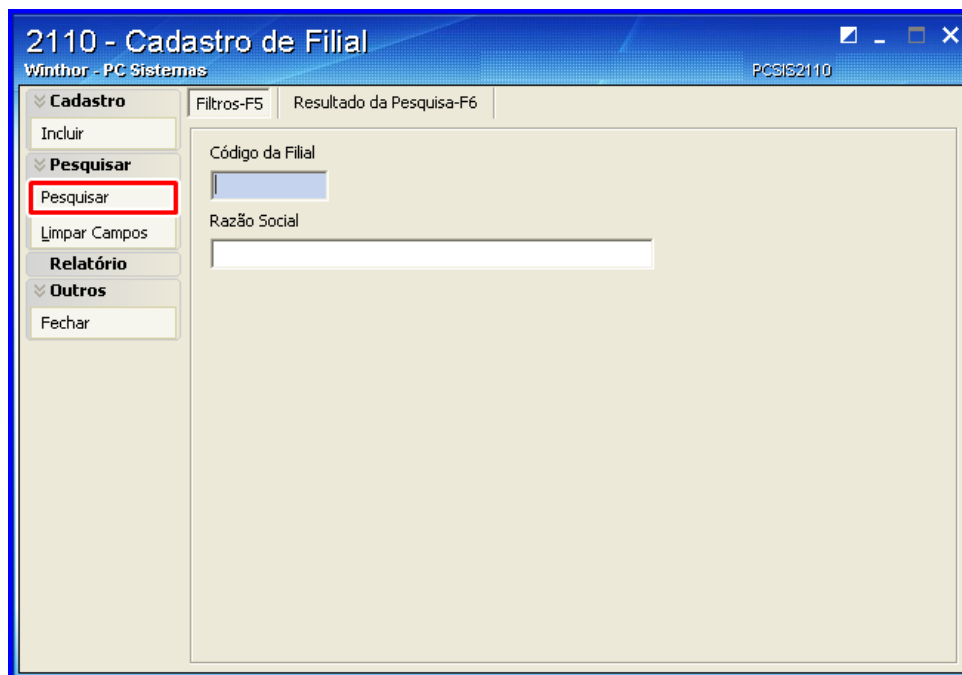 2110 - Cadastro de Filial
Winthor - PC Sistemas
PCSIS2110
Cadastro
Incluir
Pesquisar
Pesquisar
Limpar Campos
Relatório
Outros
Fechar
Filtros-F5
Resultado da Pesquisa-F6
Código da Filial
Razão Social